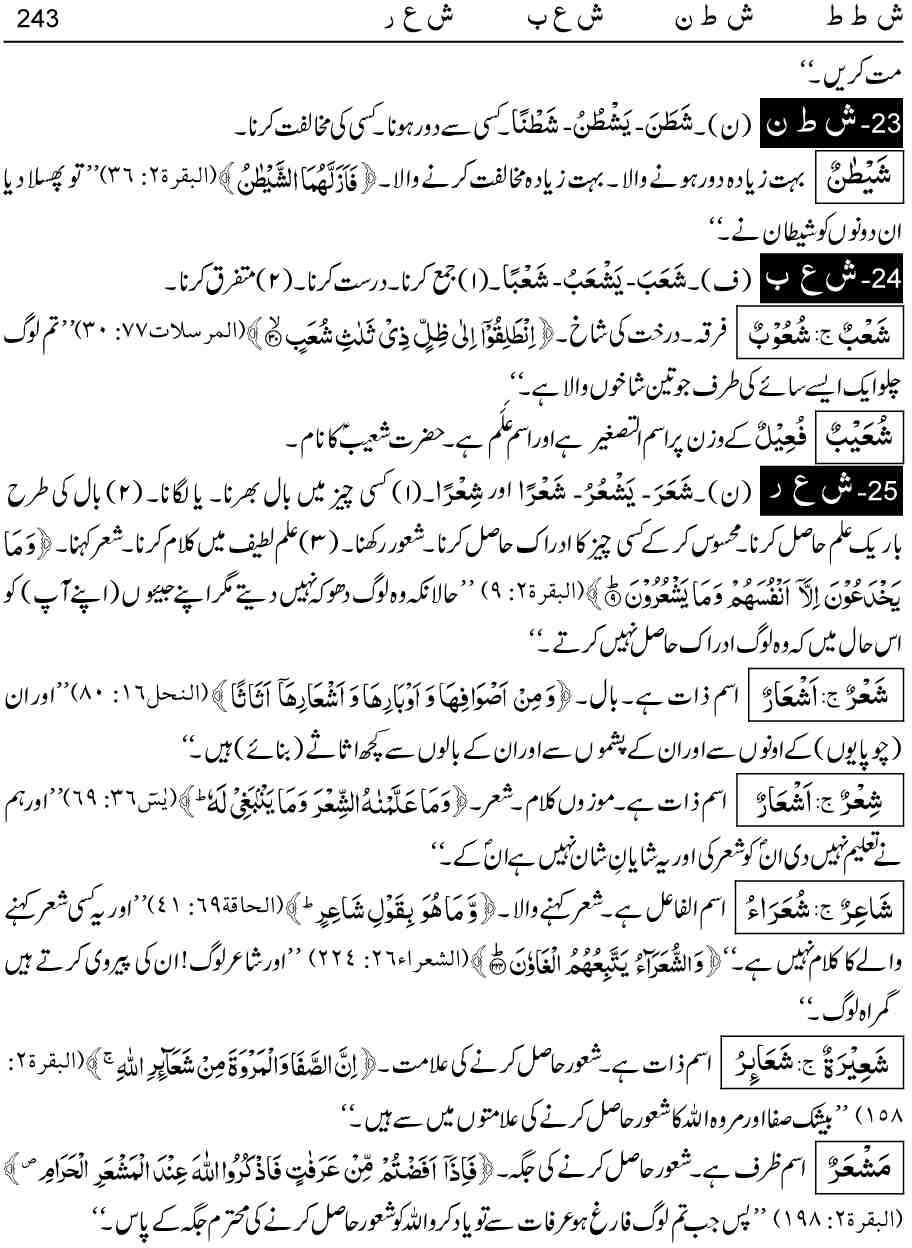 ش ط ط ش ط ن ش ع ب ش ع ر 243
مت کریں۔‘‘
23- ش ط ن (ن)۔ شَطَنَ۔ یَشْطُنُ۔ شَطْنًا۔ کسی سے دور ہونا۔ کسی کی مخالفت کرنا۔
شَیْطٰنٌ بہت زیادہ دور ہونے والا۔ بہت زیادہ مخالفت کرنے والا۔ ﴿فَاَزَلَّھُمَا الشَّیْطٰنُ﴾ (البقرۃ۲: ۳۶) ’’تو پھسلا دیا
ان دونوں کو شیطان نے۔‘‘
24- ش ع ب (ف)۔ شَعَبَ۔ یَشْعَبُ۔ شَعْبًا۔ (۱) جمع کرنا۔ درست کرنا۔ (۲) متفرق کرنا۔
شَعْبٌ ج: شُعُوْبٌ فرقہ۔ درخت کی شاخ۔ ﴿اِنْطَلِقُوْٓا اِلٰی ظِلٍّ ذِیْ ثَلٰثِ شُعَبٍ ۙ‏﴿۳۰﴾﴾ (المرسلات۷۷: ۳۰) ’’تم لوگ
چلو ایک ایسے سائے کی طرف جو تین شاخوں والا ہے۔‘‘
شُعَیْبٌ فُعِیْلٌ کے وزن پر اسم التصغیر ہے اور اسم عَلَم ہے۔ حضرت شعیبؑ کا نام۔
25- ش ع ر (ن)۔ شَعَرَ۔ یَشْعُرُ۔ شَعْرًا اور شِعْرًا۔ (۱) کسی چیز میں بال بھرنا۔ یا لگانا۔ (۲) بال کی طرح
باریک علم حاصل کرنا۔ محسوس کر کے کسی چیز کا ادراک حاصل کرنا۔ شعور رکھنا۔ (۳) علم لطیف میں کلام کرنا۔ شعر کہنا۔ ﴿وَمَا
یَخْدَعُوْنَ اِلَّآ اَنْفُسَھُمْ وَمَا یَشْعُرُوْنَ ؕ﴿۹﴾﴾ (البقرۃ۲: ۹) ’’حالانکہ وہ لوگ دھوکہ نہیں دیتے مگر اپنے جیوں (اپنے آپ) کو
اس حال میں کہ وہ لوگ ادراک حاصل نہیں کرتے۔‘‘
شَعْرٌ ج: اَشْعَارٌ اسم ذات ہے۔ بال۔ ﴿وَمِنْ اَصْوَافِھَا وَ اَوْبَارِھَا وَ اَشْعَارِھَآ اَثَاثًا﴾ (النحل۱۶: ۸۰) ’’اور ان
(چوپایوں) کے اونوں سے اور ان کے پشموں سے اور ان کے بالوں سے کچھ اثاثے (بنائے) ہیں۔‘‘
شِعْرٌ ج: اَشْعَارٌ اسم ذات ہے۔ موزوں کلام۔ شعر۔ ﴿وَمَا عَلَّمْنٰہُ الشِّعْرَ وَمَا یَنْبَغِیْ لَہٗ ؕ﴾ (یٰسٓ۳۶: ۶۹) ’’اور ہم
نے تعلیم نہیں دی انؐ کو شعر کی اور یہ شایانِ شان نہیں ہے انؐ کے۔‘‘
شَاعِرٌ ج: شُعَرَاءُ اسم الفاعل ہے۔ شعر کہنے والا۔ ﴿وَّمَا ھُوَ بِقَوْلِ شَاعِرٍ ؕ﴾ (الحاقۃ۶۹: ۴۱) ’’اور یہ کسی شعر کہنے
والے کا کلام نہیں ہے۔‘‘ ﴿وَالشُّعَرَآءُ یَتَّبِعُھُمُ الْغَاوٗنَ ؕ﴿۲۲۴﴾﴾ (الشعراء۲۶: ۲۲۴) ’’اور شاعر لوگ! ان کی پیروی کرتے ہیں
گمراہ لوگ۔‘‘
شَعِیْرَۃٌ ج: شَعَآئِرُ اسم ذات ہے۔ شعور حاصل کرنے کی علامت۔ ﴿اِنَّ الصَّفَا وَالْمَرْوَۃَ مِنْ شَعَآئِرِ اللّٰہِ ۚ﴾ (البقرۃ۲:
۱۵۸) ’’بیشک صفا اور مروہ اللہ کا شعور حاصل کرنے کی علامتوں میں سے ہیں۔‘‘
مَشْعَرٌ اسم ظرف ہے۔ شعور حاصل کرنے کی جگہ۔ ﴿فَاِذَآ اَفَضْتُمْ مِّنْ عَرَفٰتٍ فَاذْکُرُوا اللّٰہَ عِنْدَ الْمَشْعَرِ الْحَرَامِ ۪﴾
(البقرۃ۲: ۱۹۸) ’’پس جب تم لوگ فارغ ہو عرفات سے تو یاد کرو اللہ کو شعور حاصل کرنے کی محترم جگہ کے پاس۔‘‘